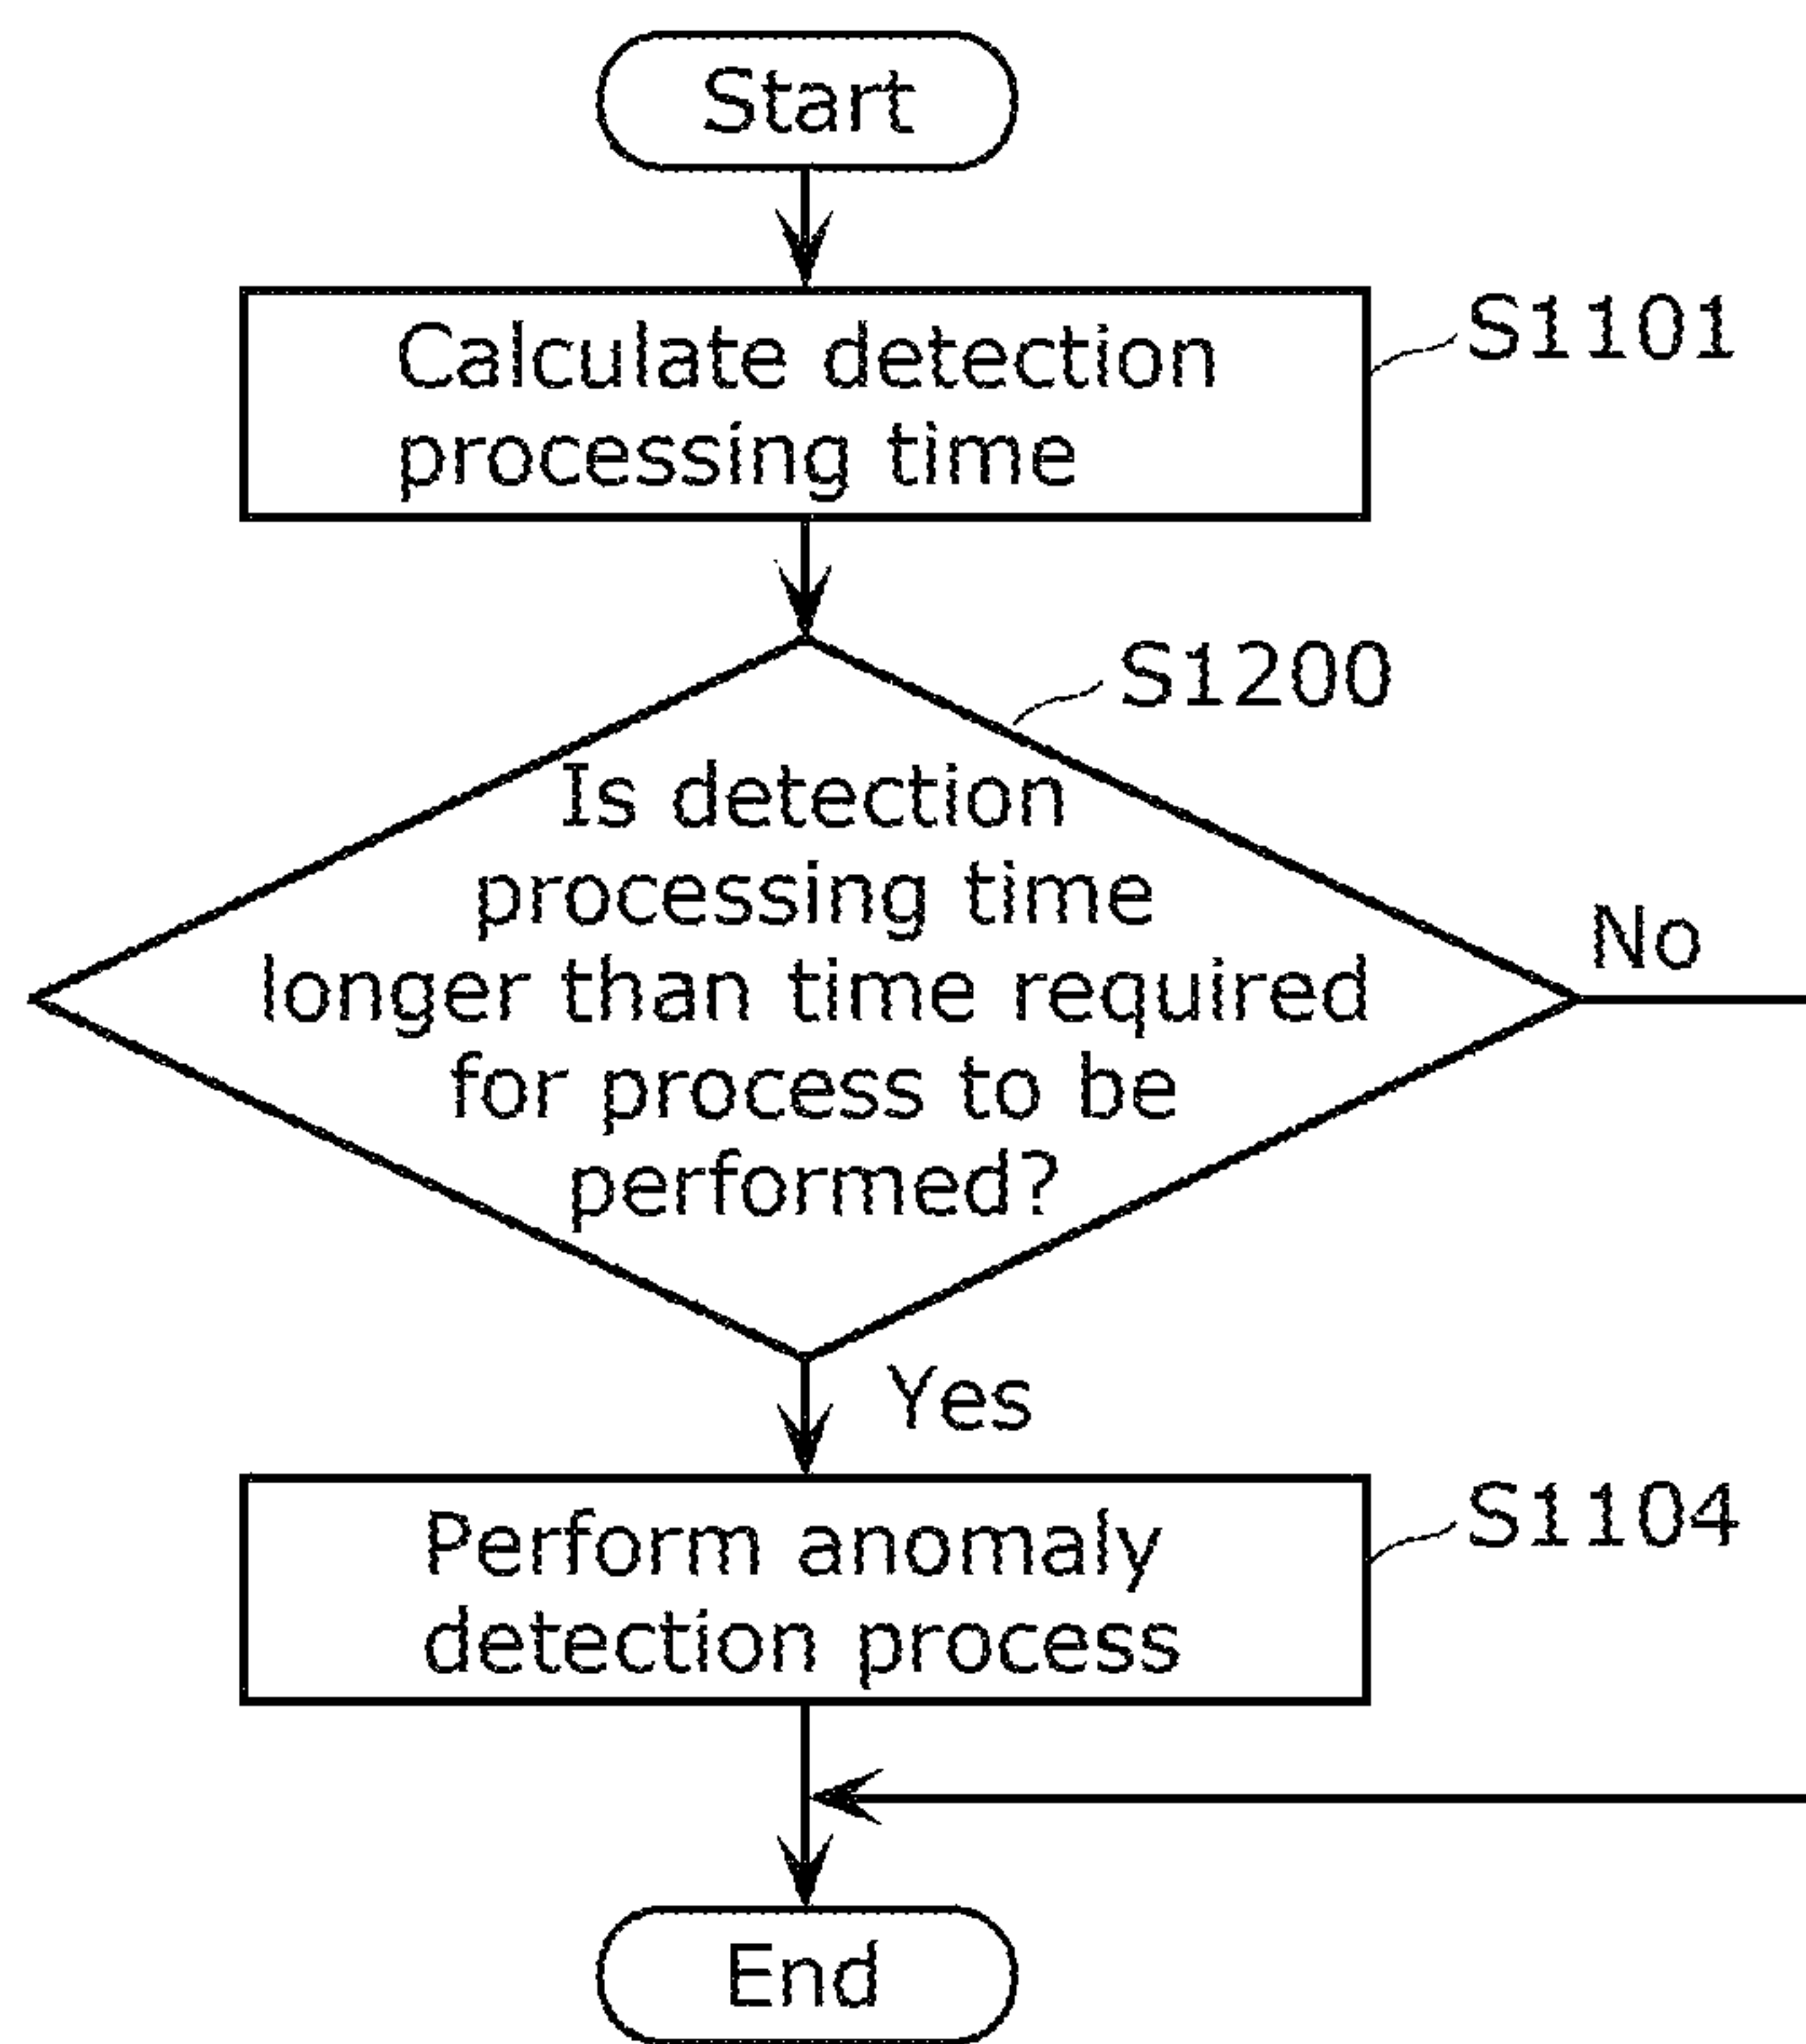 Start
Calculate detection
processing time
S1101
S1200
Is detection
processing time
longer than time required
for process to be
performed?
No
Yes
Perform anomaly
detection process
S1104
End